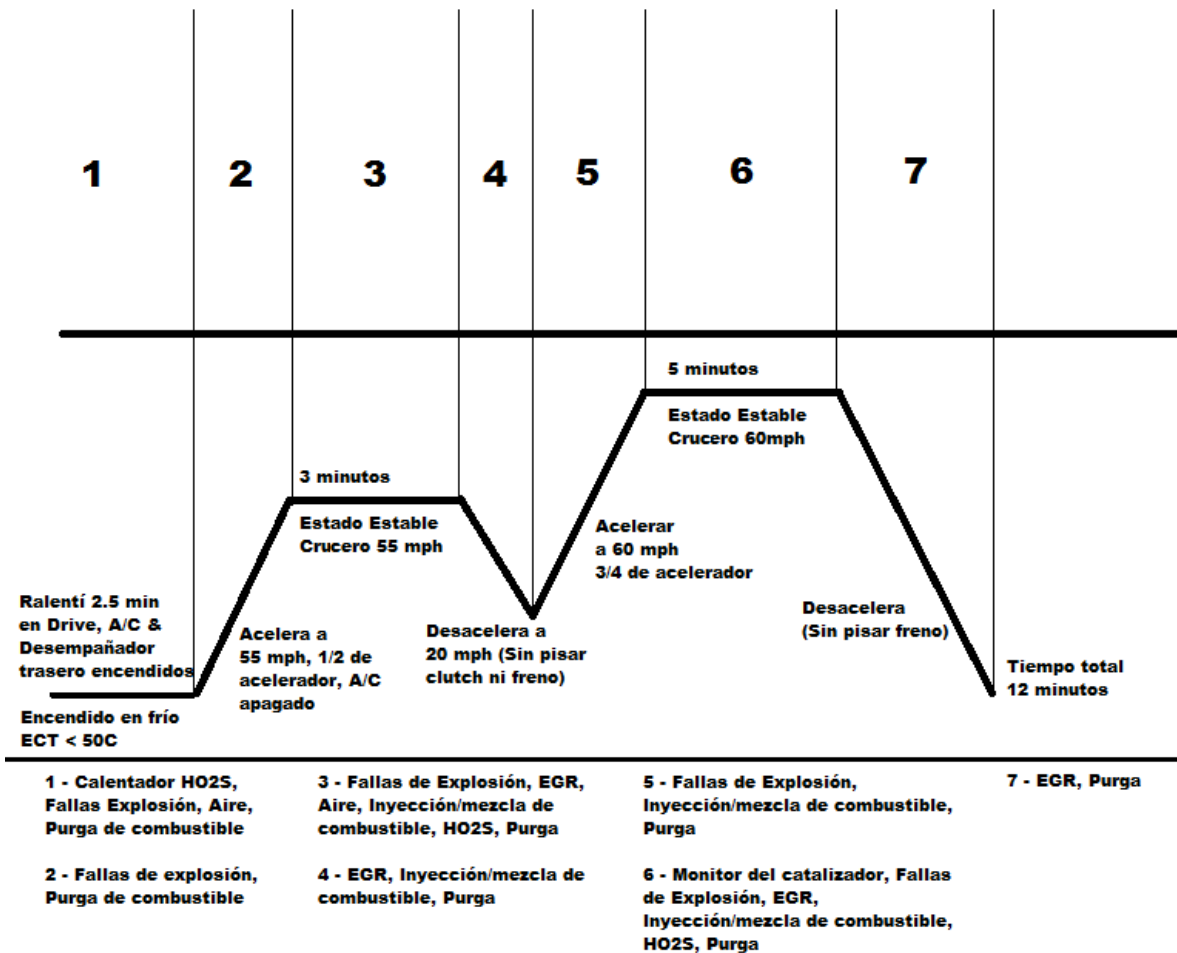 1
2
3
4
5
6
7
5 minutos
Estado Estable
Crucero 60mph
3 minutos
Estado Estable
Crucero 55 mph
Acelerar
a 60 mph
3/4 de acelerador
Ralentí 2.5 min
en Drive, A/C &
Desempañador
trasero encendidos
Acelera a
55 mph, 1/2 de
acelerador, A/C
apagado
Desacelera a
20 mph (Sin pisar
clutch ni freno)
Desacelera
(Sin pisar freno)
Tiempo total
12 minutos
Encendido en frío
ECT < 50C
1 - Calentador HO2S,
Fallas Explosión, Aire,
Purga de combustible
2 - Fallas de explosión,
Purga de combustible
3 - Fallas de Explosión, EGR,
Aire, Inyección/mezcla de
combustible, HO2S, Purga
4 - EGR, Inyección/mezcla de
combustible, Purga
5 - Fallas de Explosión,
Inyección/mezcla de combustible,
Purga
6 - Monitor del catalizador, Fallas
de Explosión, EGR,
Inyección/mezcla de combustible,
HO2S, Purga
7 - EGR, Purga